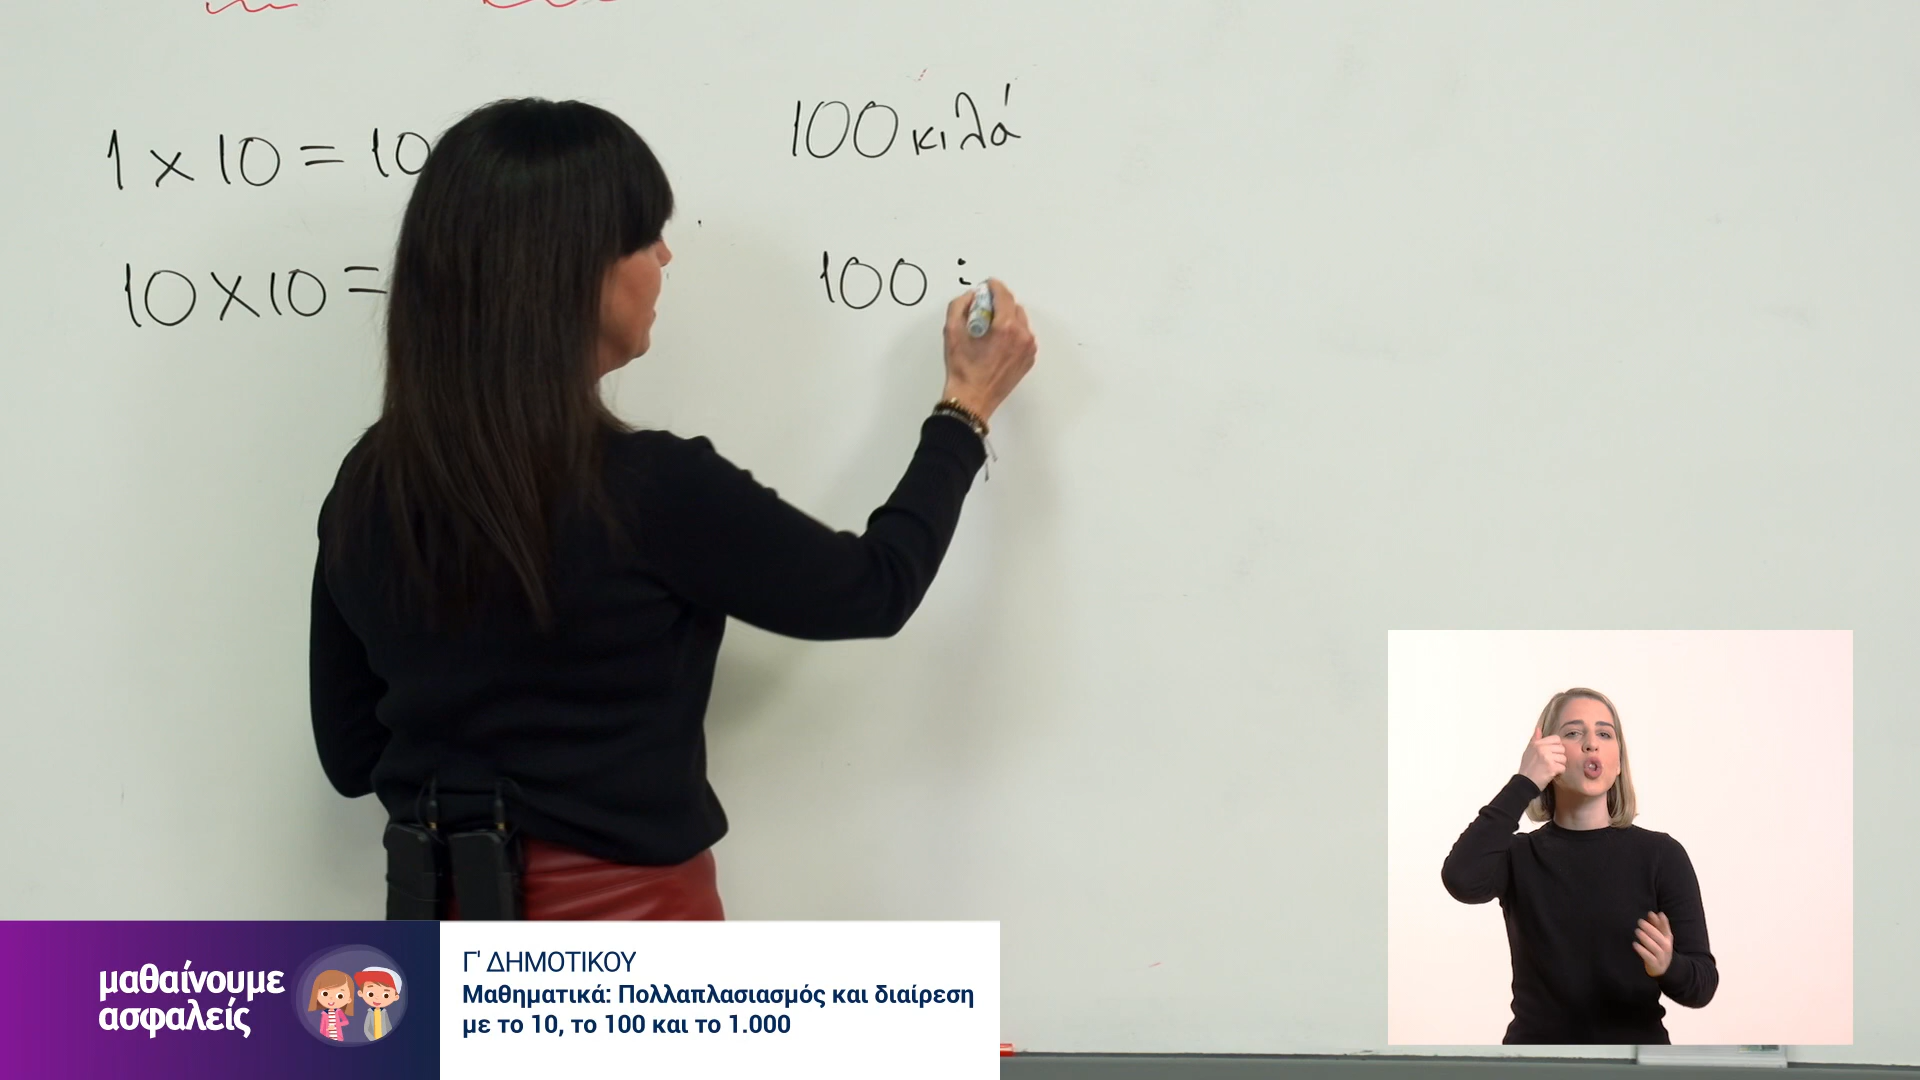 1 x 10 = 10
10 x 10 =
100 κιλά
100 :
μαθαίνουμε
ασφαλείς
Γ' ΔΗΜΟΤΙΚΟΥ
Μαθηματικά: Πολλαπλασιασμός και διαίρεση
με το 10, το 100 και το 1.000